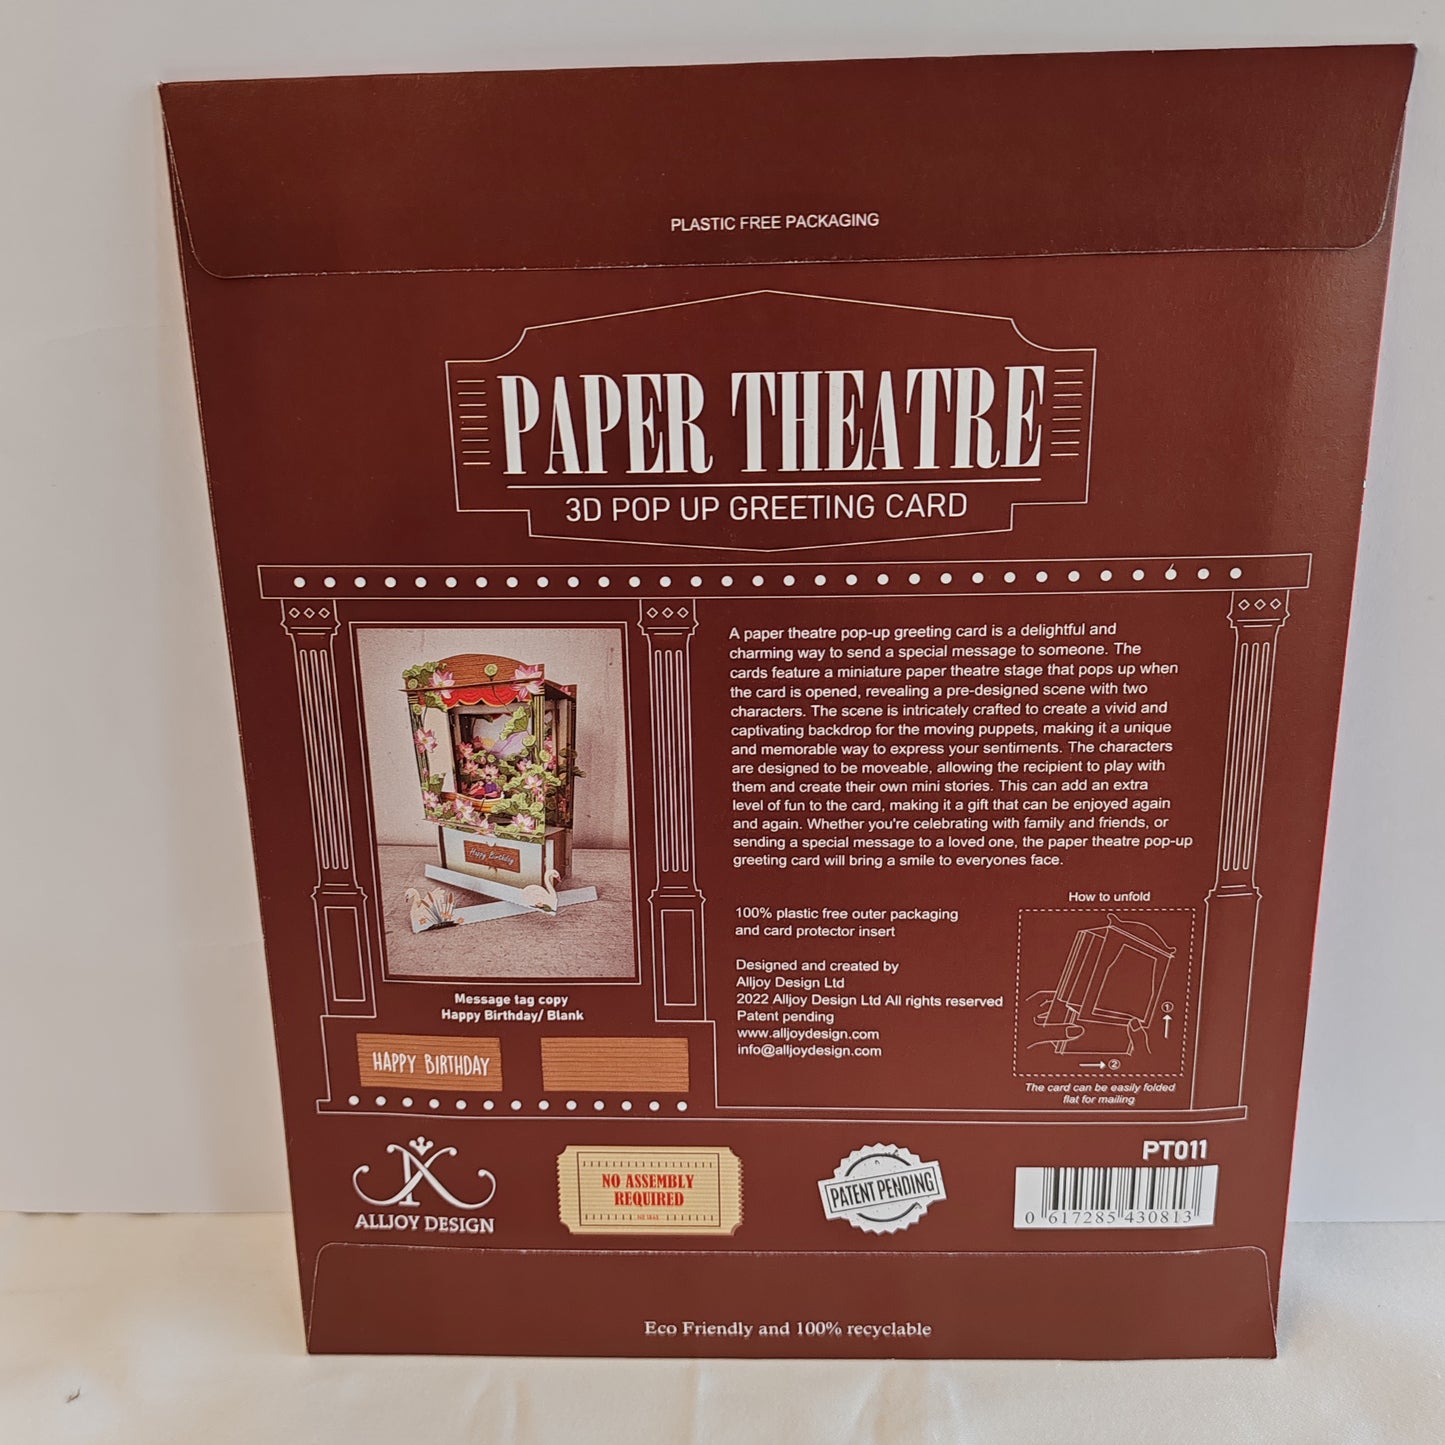 PLASTIC FREE PACKAGING
PAPER THEATRE
3D POP UP GREETING CARD
A paper theatre pop-up greeting card is a delightful and
charming way to send a special message to someone. The
cards feature a miniature paper theatre stage that pops up when
the card is opened, revealing a pre-designed scene with two
characters. The scene is intricately crafted to create a vivid and
captivating backdrop for the moving puppets, making it a unique
and memorable way to express your sentiments. The characters
are designed to be moveable, allowing the recipient to play with
them and create their own mini stories. This can add an extra
level of fun to the card, making it a gift that can be enjoyed again
and again. Whether you're celebrating with family and friends, or
sending a special message to a loved one, the paper theatre pop-up
greeting card will bring a smile to everyones face.
Happy Birthday
Message tag copy
Happy Birthday/ Blank
HAPPY BIRTHDAY
100% plastic free outer packaging
and card protector insert
Designed and created by
Alljoy Design Ltd
2022 Alljoy Design Ltd All rights reserved
Patent pending
www.alljoydesign.com
info@alljoydesign.com
How to unfold
1
2
The card can be easily folded
flat for mailing
ALLJOY DESIGN
NO ASSEMBLY
REQUIRED
PATENT PENDING
PT011
0 617285 430813
Eco Friendly and 100% recyclable